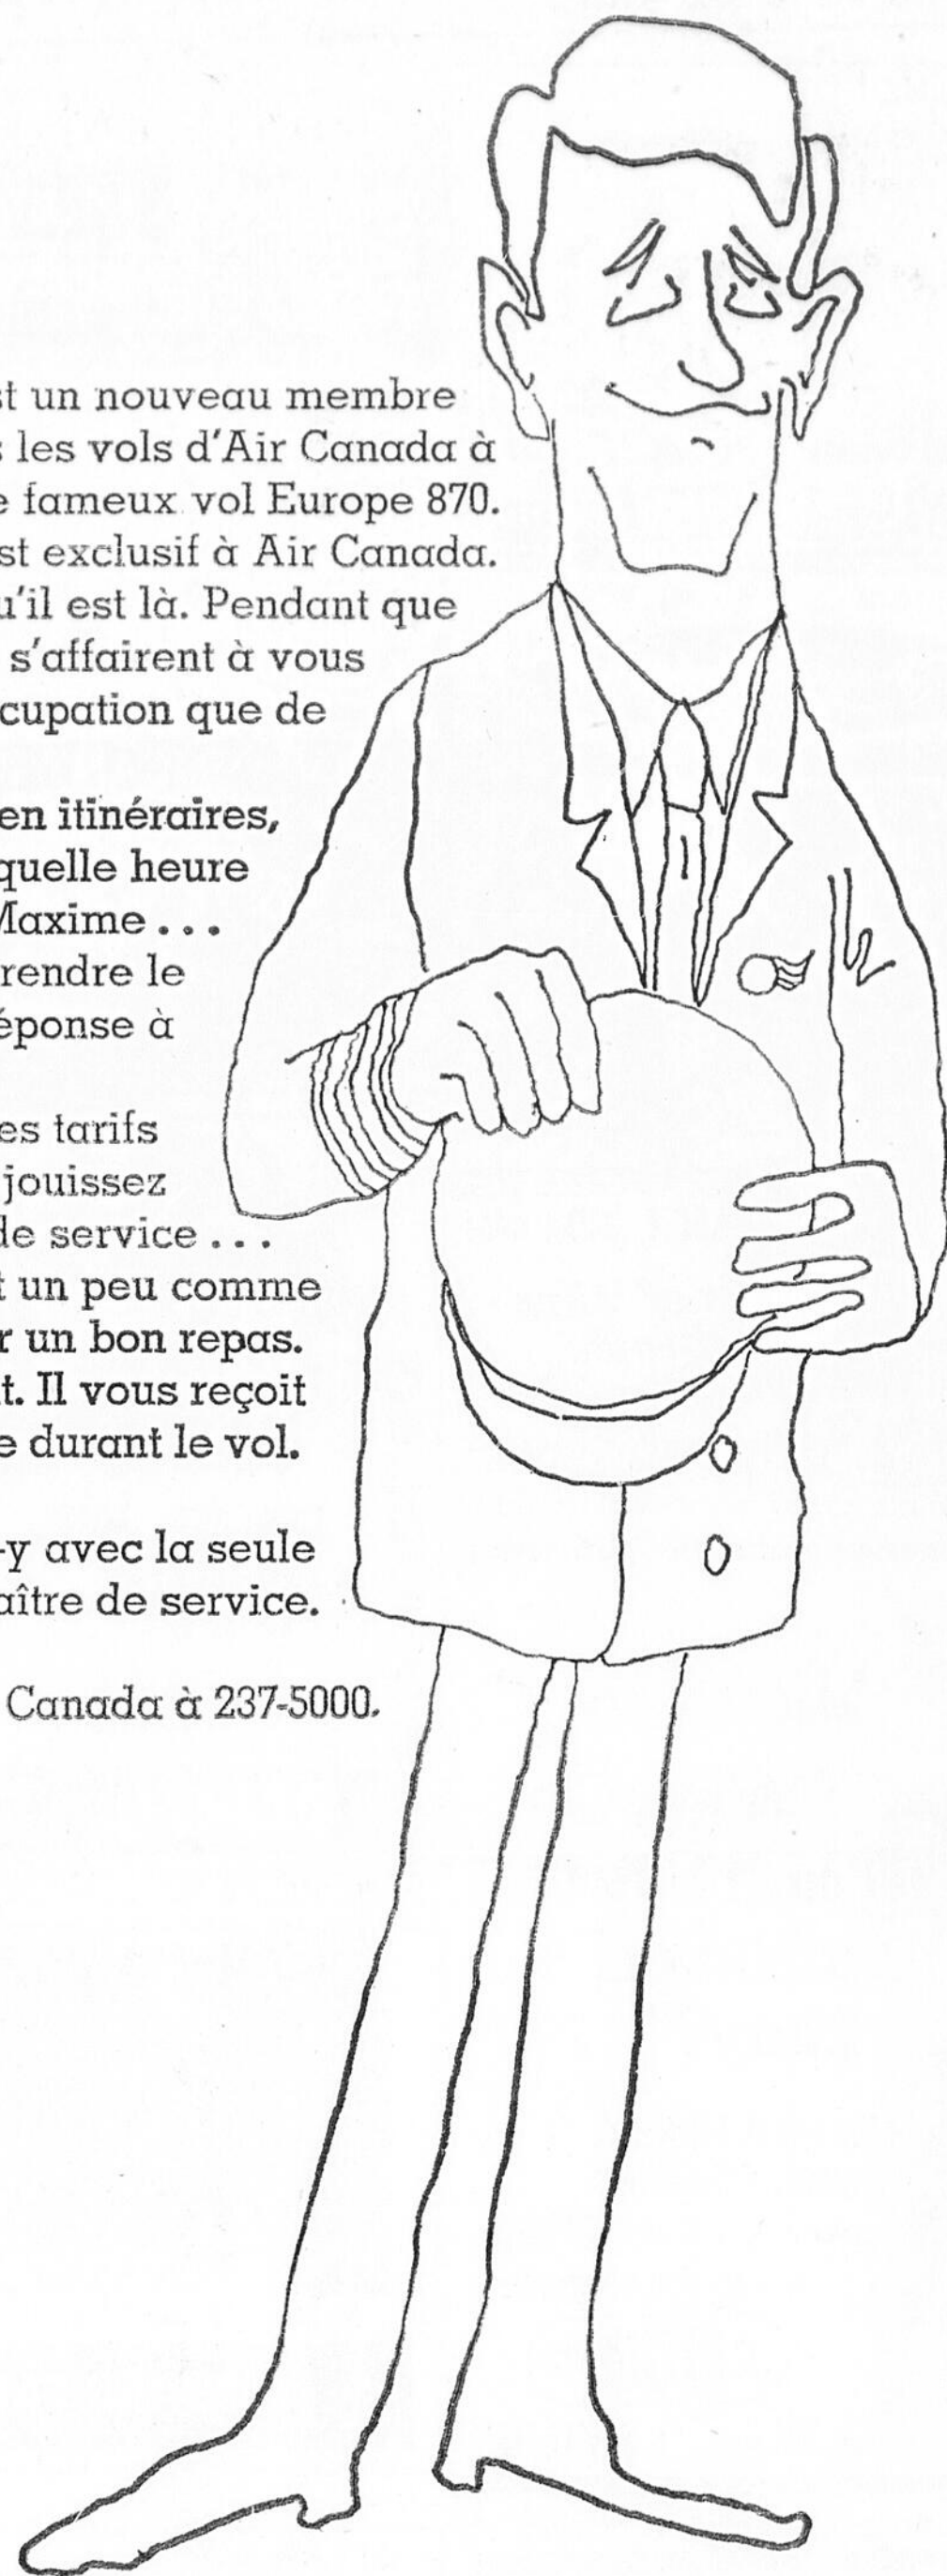 st un nouveau membre
s les vols d'Air Canada à
e fameux vol Europe 870.
st exclusif à Air Canada.
u'il est là. Pendant que
s'affairent à vous
cupation que de
en itinéraires,
quelle heure
Maxime . . .
rendre le
éponse à
es tarifs
jouissez
de service . . .
t un peu comme
r un bon repas.
t. Il vous reçoit
e durant le vol.
-y avec la seule
aître de service.
Canada à 237-5000.